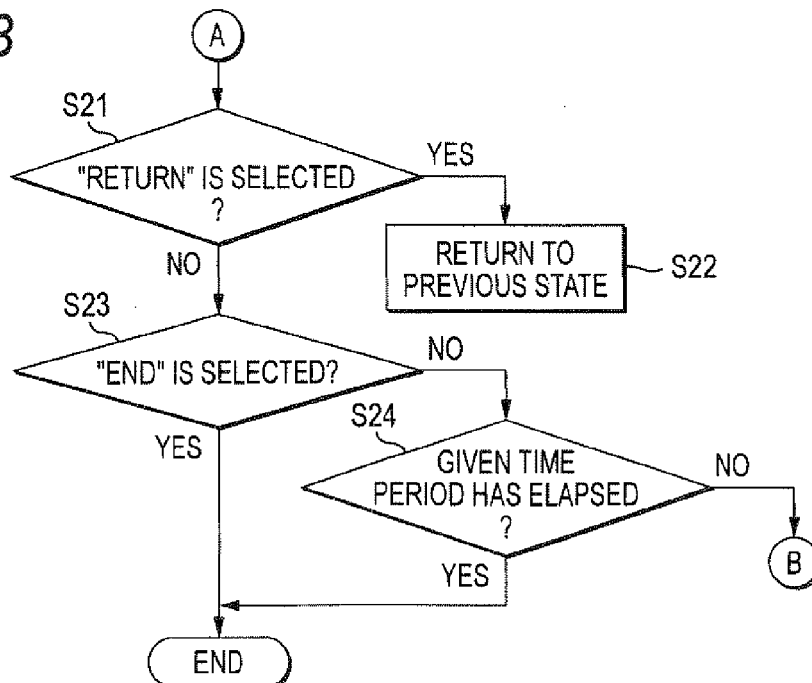 3
A
S21
"RETURN" IS SELECTED
?
YES
RETURN TO
PREVIOUS STATE
S22
NO
S23
"END" IS SELECTED?
NO
YES
S24
GIVEN TIME
PERIOD HAS ELAPSED
?
NO
B
YES
END